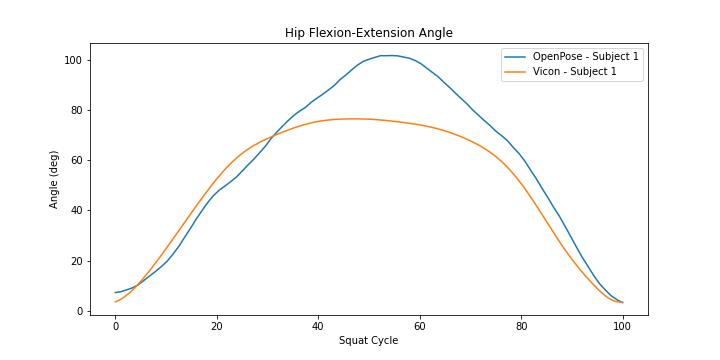 Hip Flexion-Extension Angle
OpenPose - Subject 1
Vicon - Subject 1
100
80
60
40
20
0
Angle (deg)
0 20 40 60 80 100
Squat Cycle